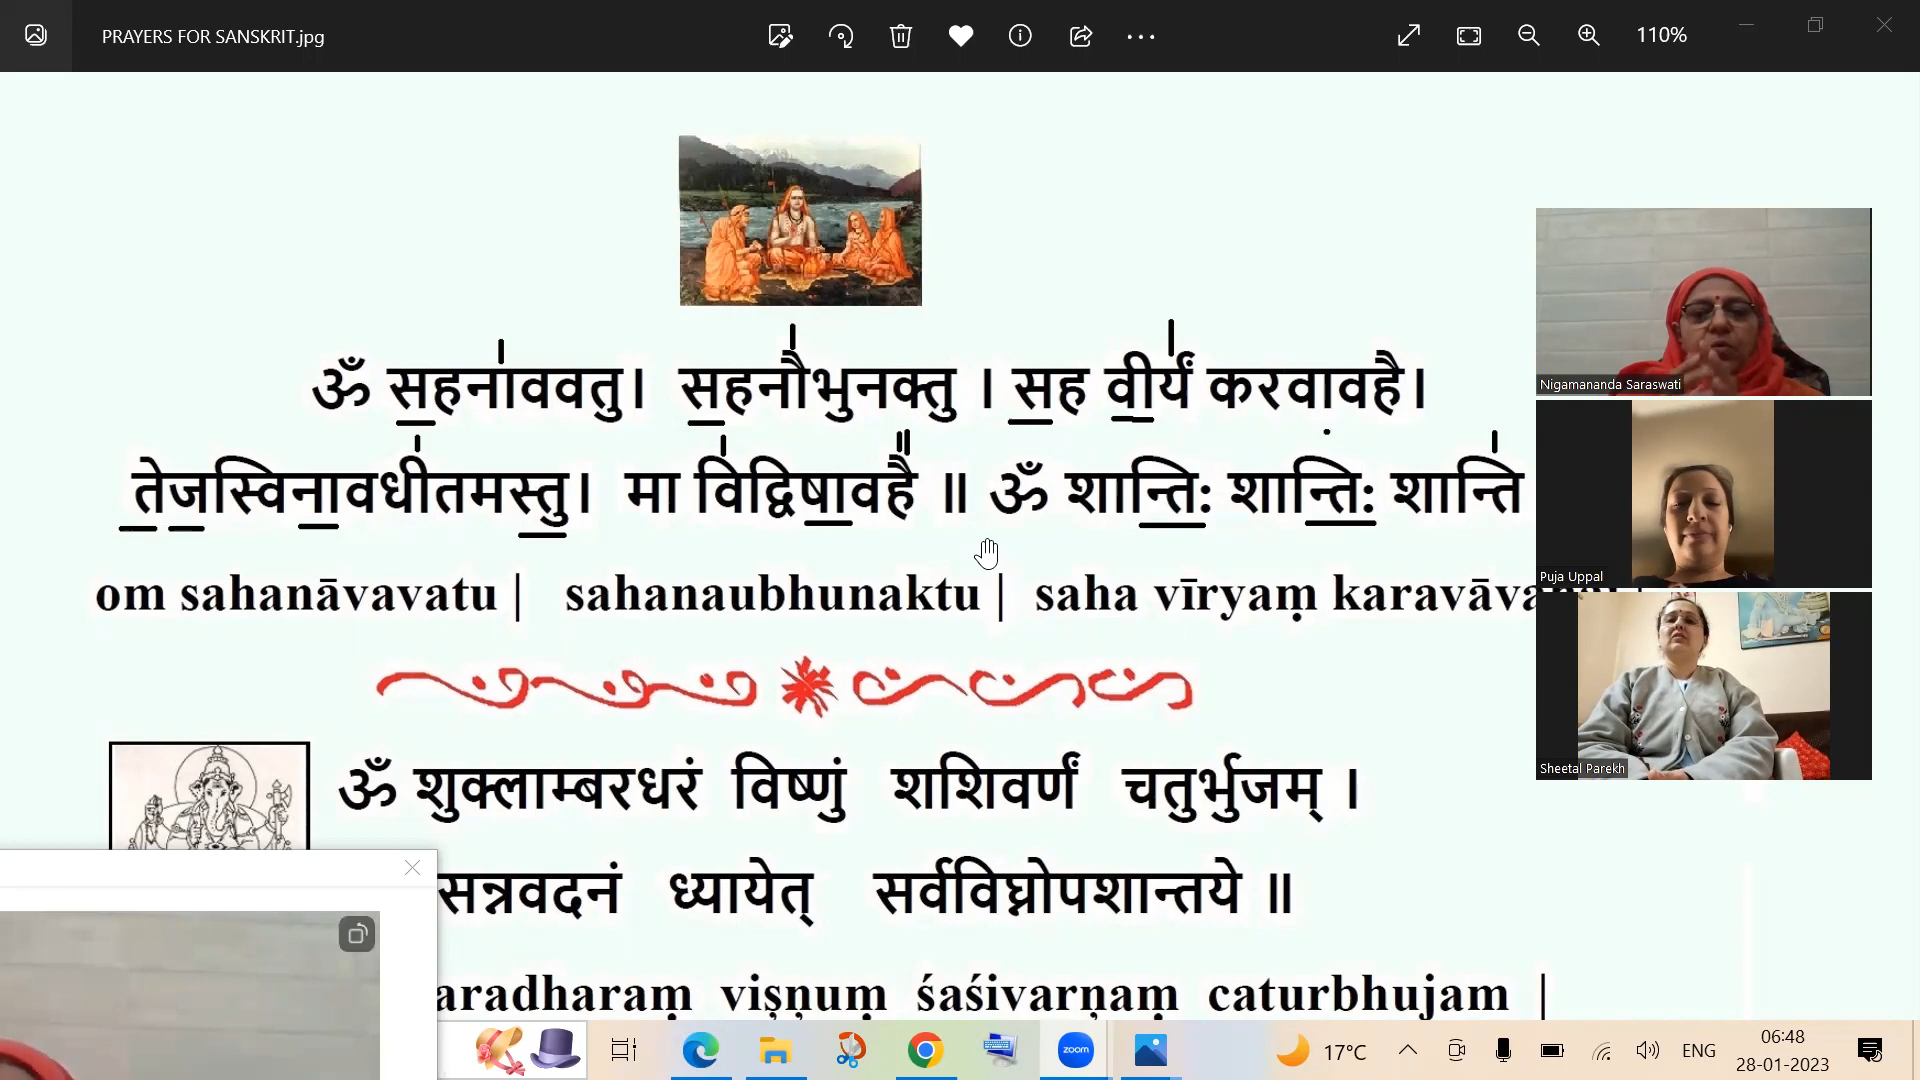 PRAYERS FOR SANSKRIT.jpg
110%
ॐ सहनाववतु। सहनौभुनक्तु । सह वीर्यं करवावहै।
तेजस्विनावधीतमस्तु। मा विद्विषावहै ॥ ॐ शान्तिः शान्तिः शान्ति
om sahanāvavatu | sahanaubhunaktu | saha vīryaṃ
ॐ शुक्लाम्बरधरं विष्णुं शशिवर्णं चतुर्भुजम् ।
सन्नवदनं ध्यायेत् सर्वविघ्नोपशान्तये ॥
aradharaṃ viṣṇuṃ śaśivarṇaṃ caturbhujam |
Nigamananda Saraswati
Puja Uppal
Sheetal Parekh
zoom
17°C
ENG
06:48
28-01-2023